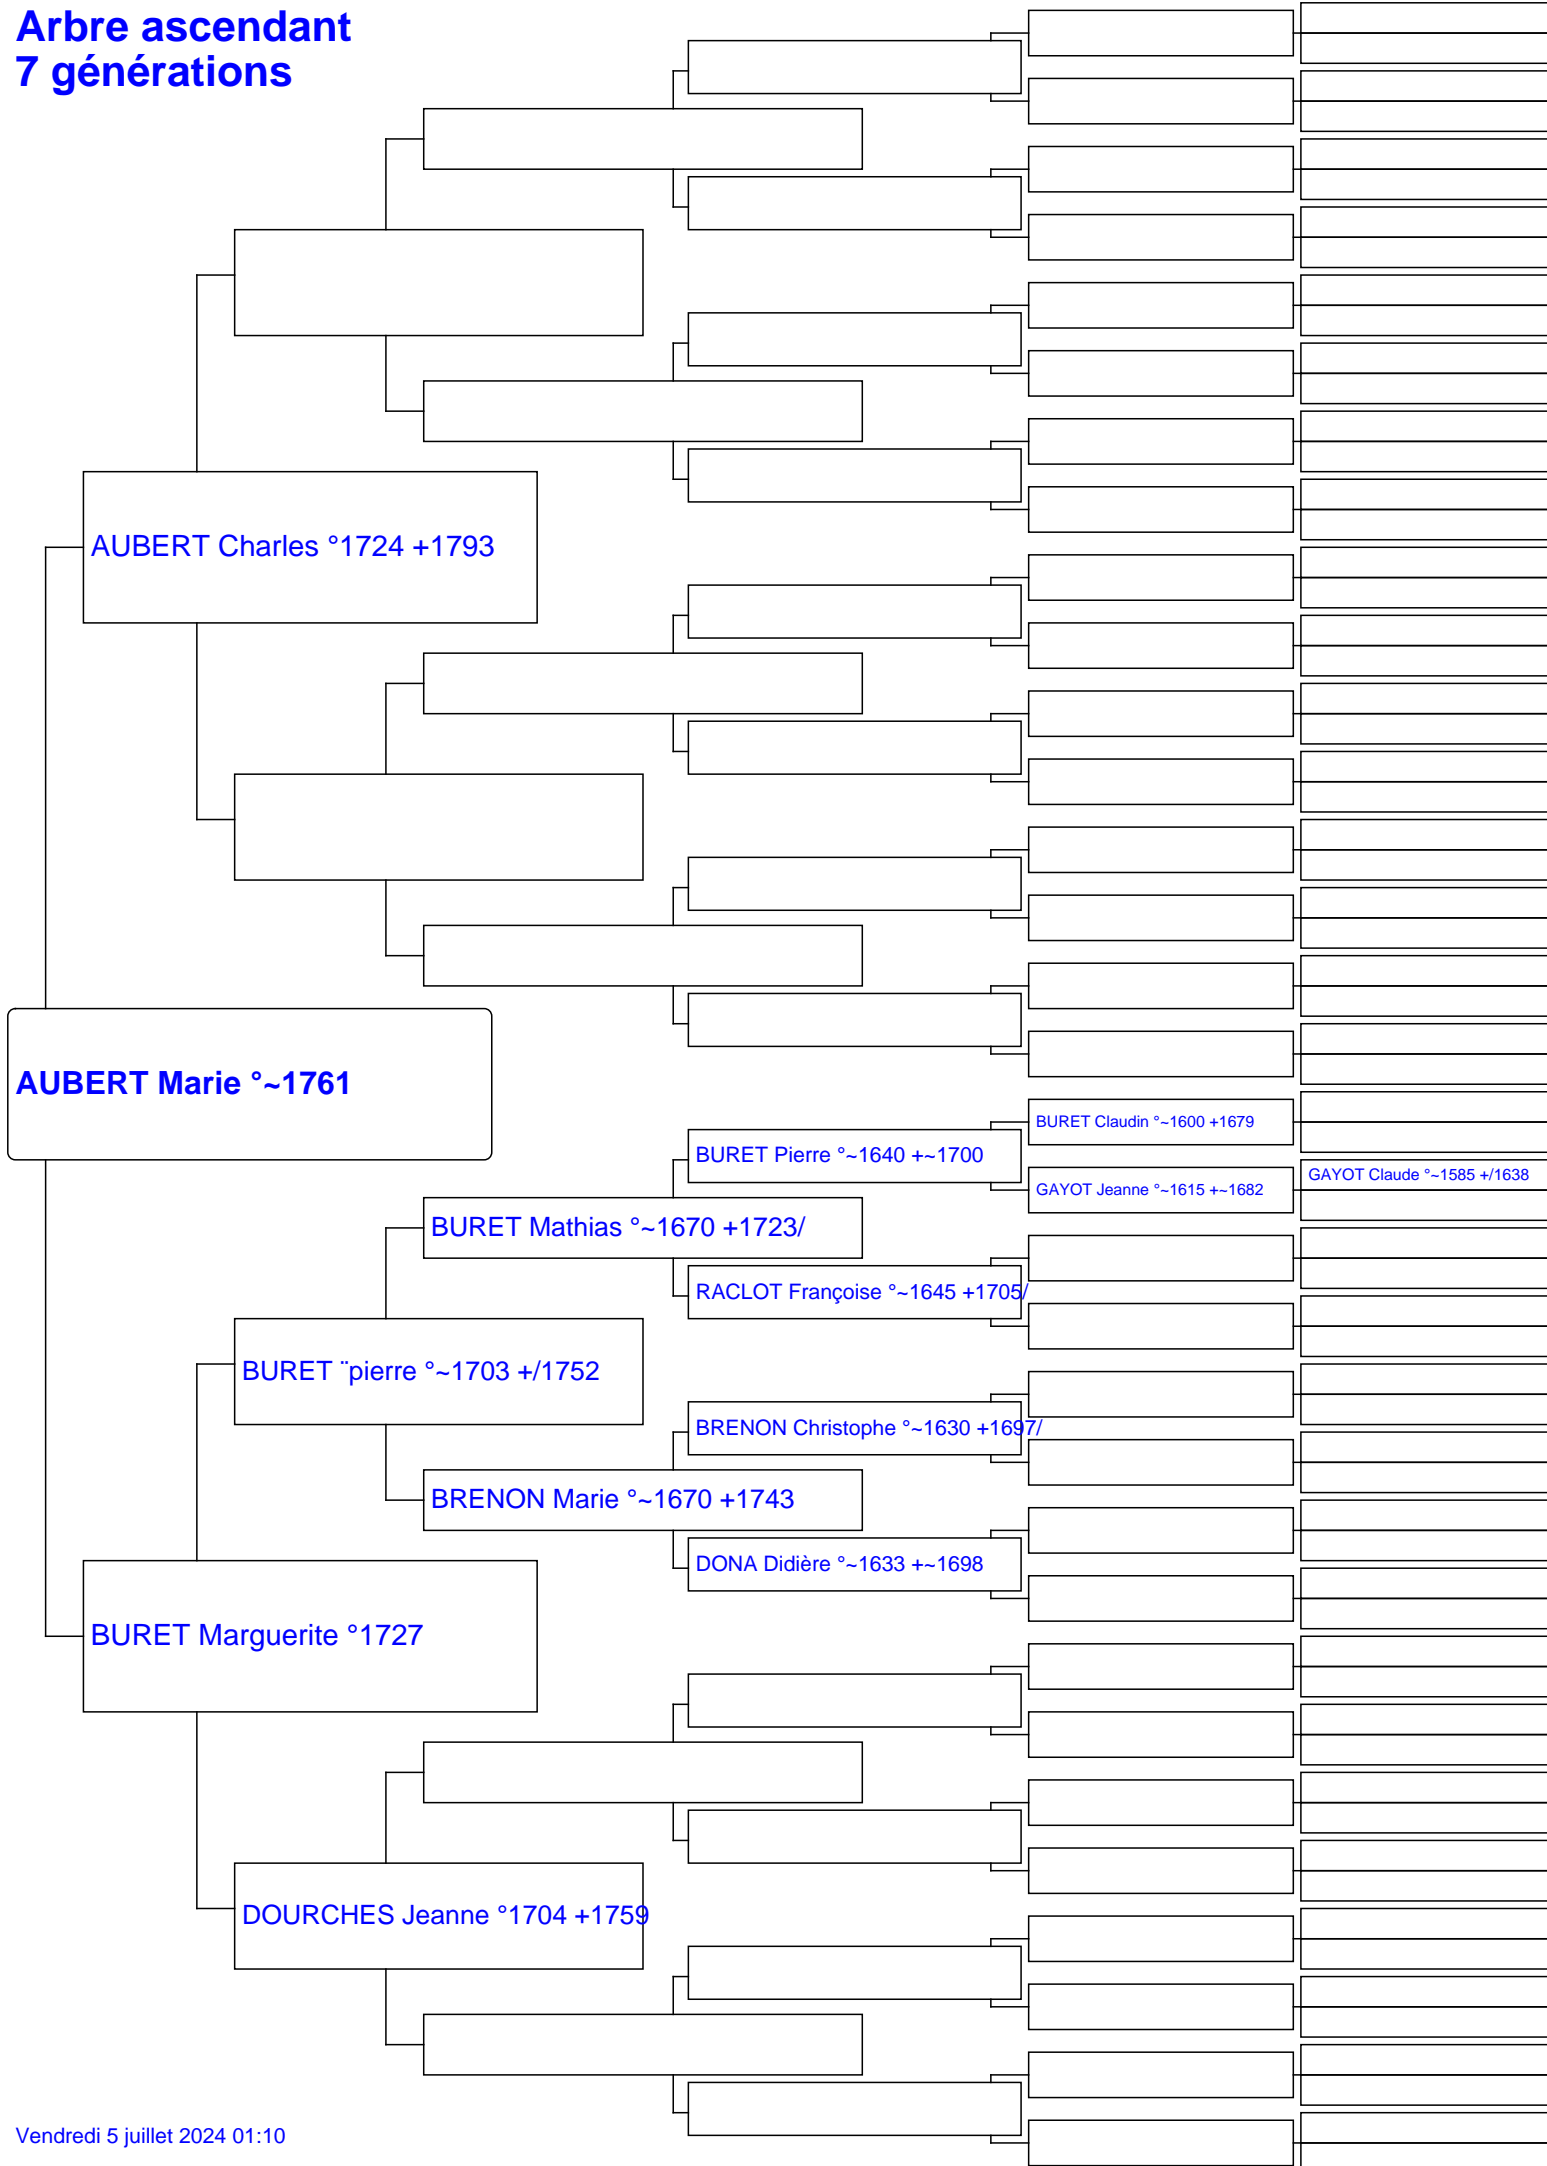 Arbre ascendant
7 générations
AUBERT Charles °1724 +1793
AUBERT Marie °~1761
BURET Claudin °~1600 +1679
BURET Pierre °~1640 +~1700
GAYOT Claude °~1585 +/1638
GAYOT Jeanne °~1615 +~1682
BURET Mathias °~1670 +1723/
RACLOT Françoise °~1645 +1705/
BURET ¨pierre °~1703 +/1752
BRENON Christophe °~1630 +1697/
BRENON Marie °~1670 +1743
DONA Didière °~1633 +~1698
BURET Marguerite °1727
DOURCHES Jeanne °1704 +1759
Vendredi 5 juillet 2024 01:10